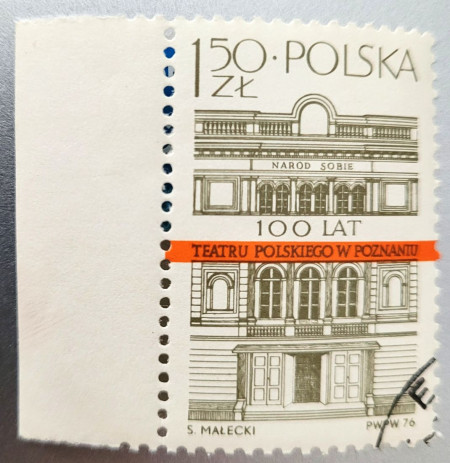 1.50 · POLSKA
ZŁ
NARÓD SOBIE
100 LAT
TEATRU POLSKIEGO W POZNANIU
S. MAŁECKI
PWPW 76
E